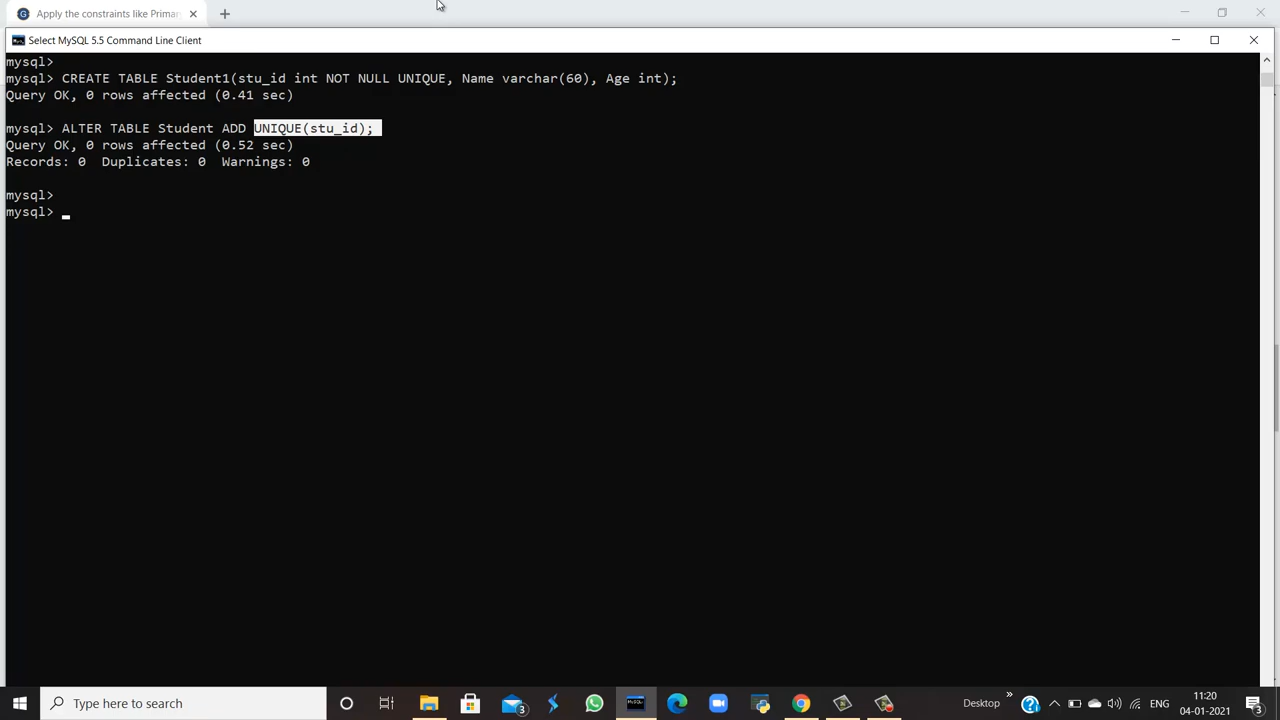 Apply the constraints like Primar
Select MySQL 5.5 Command Line Client
mysql>
mysql> CREATE TABLE Student1(stu_id int NOT NULL UNIQUE, Name varchar(60), Age int);
Query OK, 0 rows affected (0.41 sec)
mysql> ALTER TABLE Student ADD UNIQUE(stu_id);
Query OK, 0 rows affected (0.52 sec)
Records: 0  Duplicates: 0  Warnings: 0
mysql>
mysql>
Type here to search
3
Desktop
»
ENG
11:20
04-01-2021
3